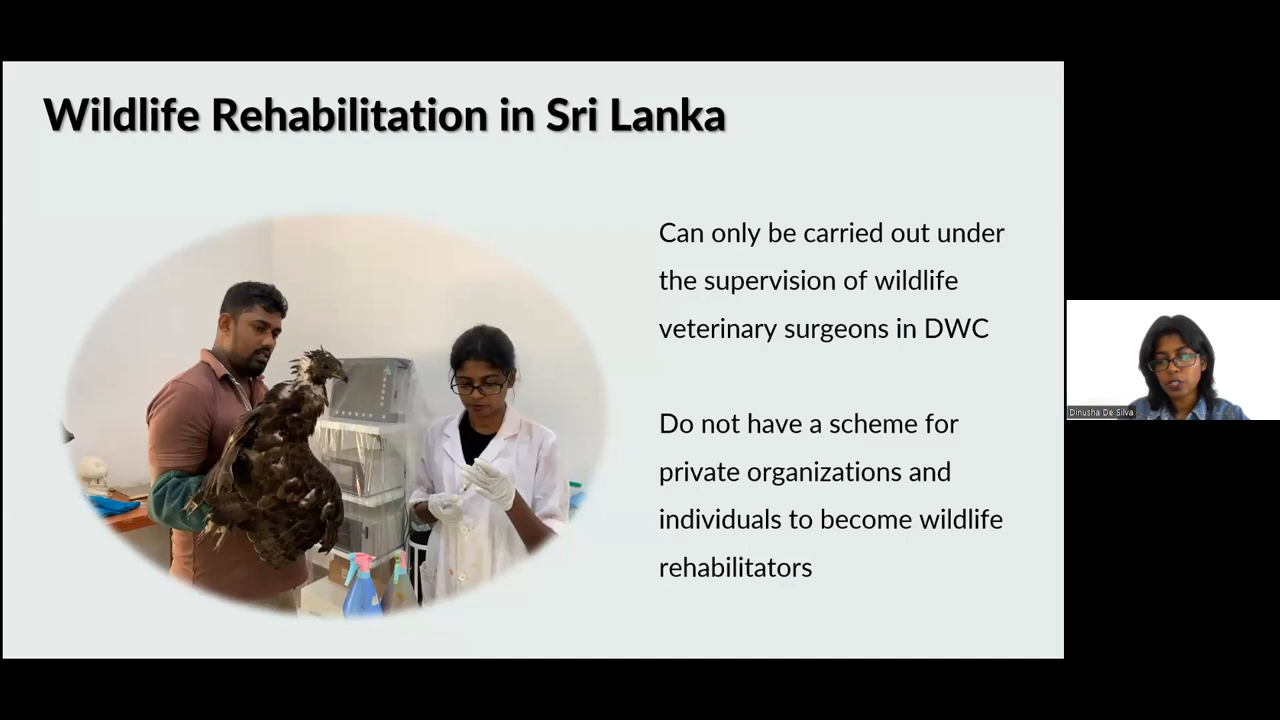 Wildlife Rehabilitation in Sri Lanka
Can only be carried out under
the supervision of wildlife
veterinary surgeons in DWC
Do not have a scheme for
private organizations and
individuals to become wildlife
rehabilitators
Dinusha De Silva